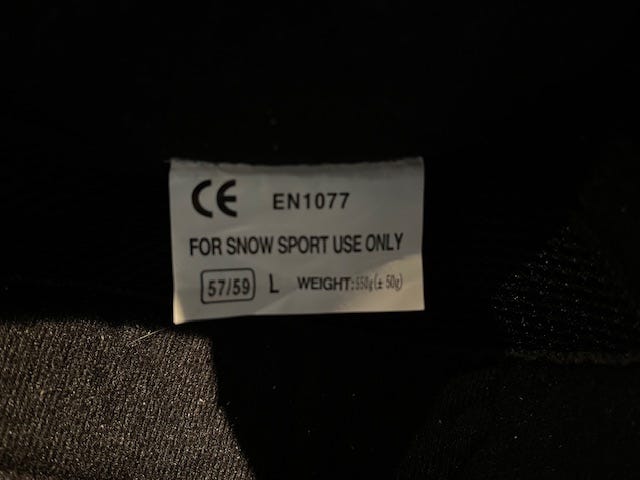 CE EN1077
FOR SNOW SPORT USE ONLY
57/59 L WEIGHT:550g(± 50g)